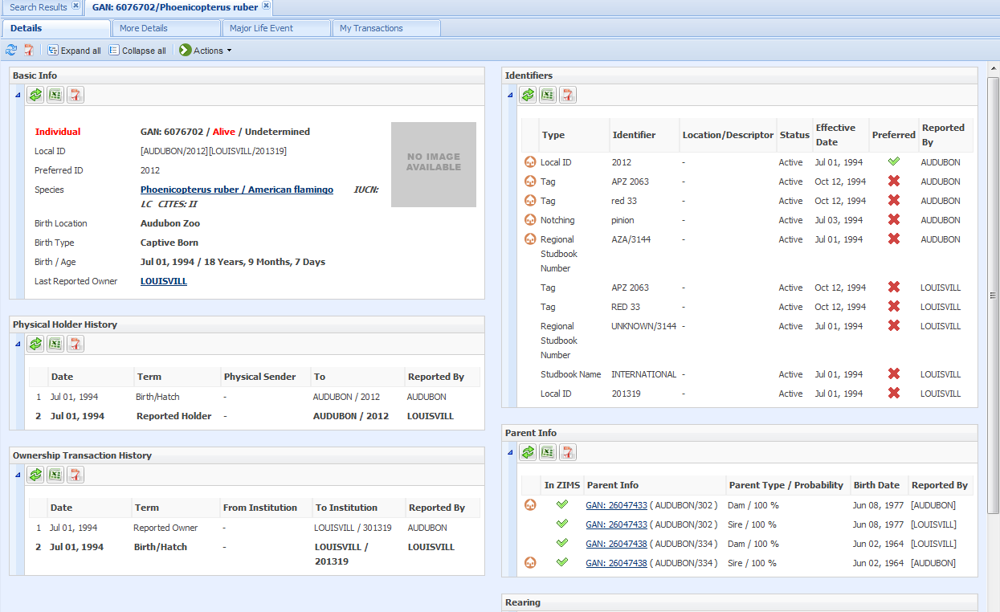 Search Results
GAN: 6076702/Phoenicopterus ruber
Details
More Details
Major Life Event
My Transactions
Expand all
Collapse all
Actions
Basic Info
Individual GAN: 6076702 / Alive / Undetermined
Local ID [AUDUBON/2012][LOUISVILL/201319]
Preferred ID 2012
Species Phoenicopterus ruber / American flamingo IUCN:
LC CITES: II
Birth Location Audubon Zoo
Birth Type Captive Born
Birth / Age Jul 01, 1994 / 18 Years, 9 Months, 7 Days
Last Reported Owner LOUISVILL
NO IMAGE
AVAILABLE
Physical Holder History
Date Term Physical Sender To Reported By
1 Jul 01, 1994 Birth/Hatch - AUDUBON / 2012 AUDUBON
2 Jul 01, 1994 Reported Holder - AUDUBON / 2012 LOUISVILL
Ownership Transaction History
Date Term From Institution To Institution Reported By
1 Jul 01, 1994 Reported Owner - LOUISVILL / 301319 AUDUBON
2 Jul 01, 1994 Birth/Hatch - LOUISVILL / LOUISVILL
201319
Identifiers
Type Identifier Location/Descriptor Status Effective Date Preferred Reported By
Local ID 2012 - Active Jul 01, 1994 AUDUBON
Tag APZ 2063 - Active Oct 12, 1994 AUDUBON
Tag red 33 - Active Oct 12, 1994 AUDUBON
Notching pinion - Active Jul 03, 1994 AUDUBON
Regional AZA/3144 - Active Jul 01, 1994 AUDUBON
Studbook
Number
Tag APZ 2063 - Active Oct 12, 1994 LOUISVILL
Tag RED 33 - Active Oct 12, 1994 LOUISVILL
Regional UNKNOWN/3144 - Active Jul 01, 1994 LOUISVILL
Studbook
Number
Studbook Name INTERNATIONAL - Active Jul 01, 1994 LOUISVILL
Local ID 201319 - Active Jul 01, 1994 LOUISVILL
Parent Info
In ZIMS Parent Info Parent Type / Probability Birth Date Reported By
GAN: 26047433 ( AUDUBON/302 ) Dam / 100 % Jun 08, 1977 [AUDUBON]
GAN: 26047433 ( AUDUBON/302 ) Sire / 100 % Jun 08, 1977 [LOUISVILL]
GAN: 26047438 ( AUDUBON/334 ) Dam / 100 % Jun 02, 1964 [LOUISVILL]
GAN: 26047438 ( AUDUBON/334 ) Sire / 100 % Jun 02, 1964 [AUDUBON]
Rearing